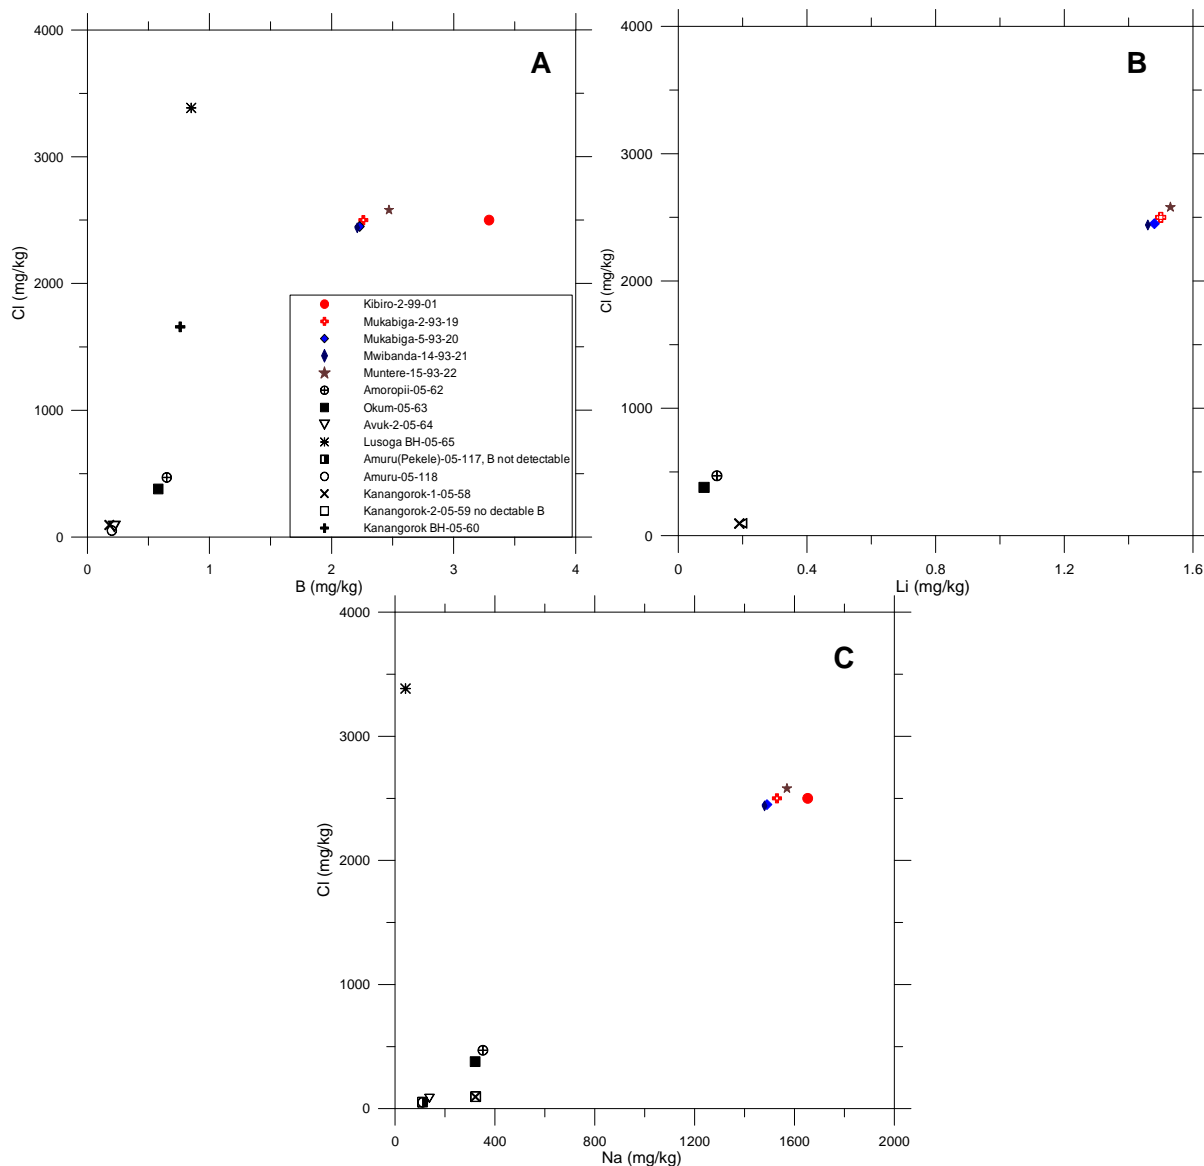 A
4000
3000
2000
1000
0
Cl (mg/kg)
0
1
2
3
4
B (mg/kg)
Kibiro-2-99-01
Mukabiga-2-93-19
Mukabiga-5-93-20
Mwibanda-14-93-21
Muntere-15-93-22
Amoropii-05-62
Okum-05-63
Avuk-2-05-64
Lusoga BH-05-65
Amuru(Pekele)-05-117, B not detectable
Amuru-05-118
Kanangorok-1-05-58
Kanangorok-2-05-59 no dectable B
Kanangorok BH-05-60
B
4000
3000
2000
1000
0
Cl (mg/kg)
0
0.4
0.8
1.2
1.6
Li (mg/kg)
C
4000
3000
2000
1000
0
Cl (mg/kg)
0
400
800
1200
1600
2000
Na (mg/kg)